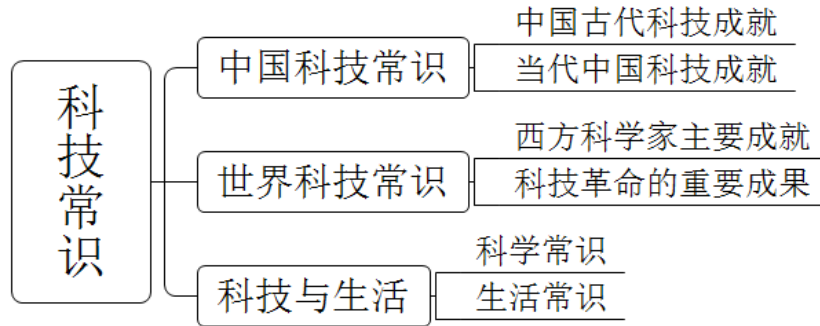 科技常识
中国科技常识
中国古代科技成就
当代中国科技成就
世界科技常识
西方科学家主要成就
科技革命的重要成果
科技与生活
科学常识
生活常识